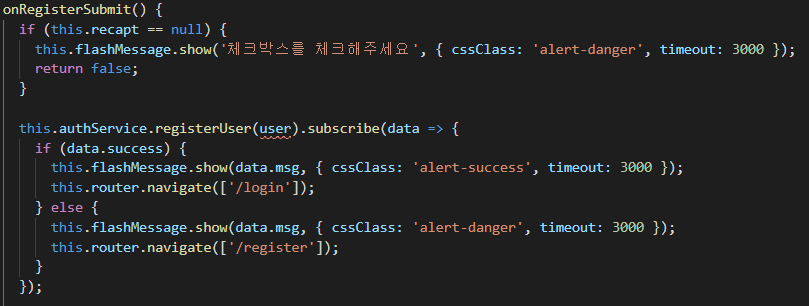 onRegisterSubmit() {
if (this.recapt == null) {
this.flashMessage.show('체크박스를 체크해주세요', { cssClass: 'alert-danger', timeout: 3000 });
return false;
}
this.authService.registerUser(user).subscribe(data => {
if (data.success) {
this.flashMessage.show(data.msg, { cssClass: 'alert-success', timeout: 3000 });
this.router.navigate(['/login']);
} else {
this.flashMessage.show(data.msg, { cssClass: 'alert-danger', timeout: 3000 });
this.router.navigate(['/register']);
}
});